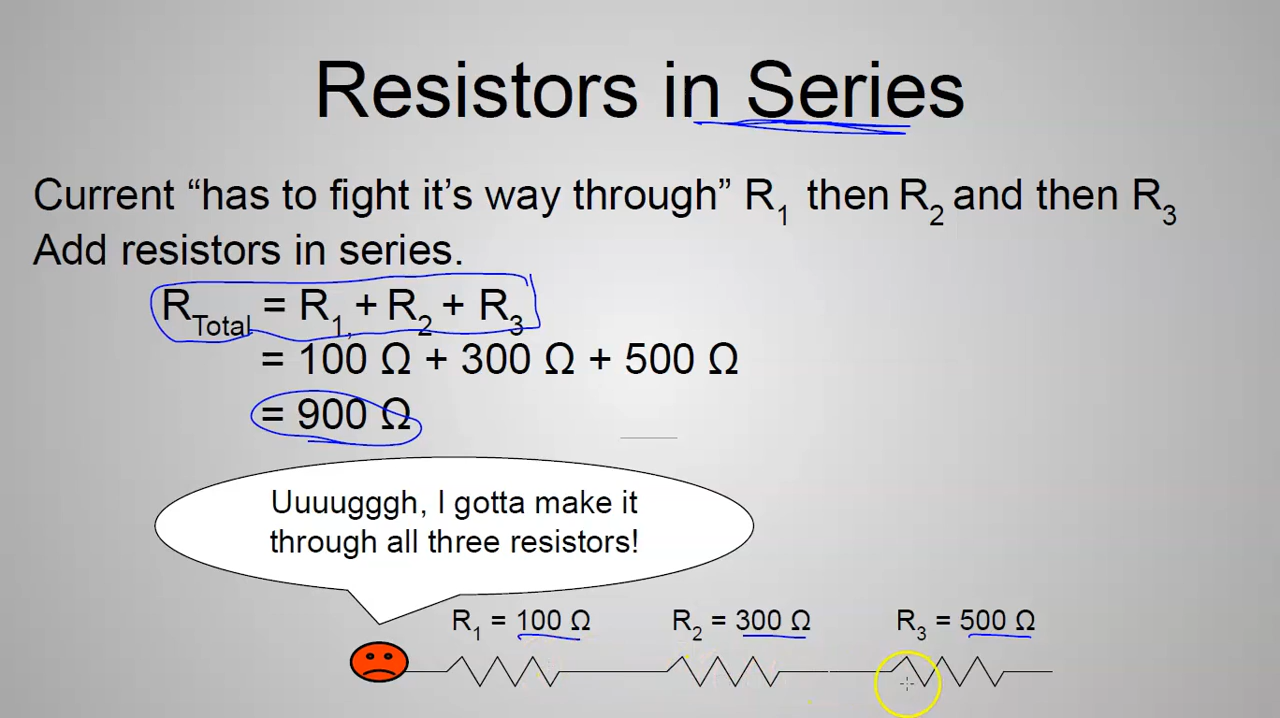 Resistors in Series
Current “has to fight it’s way through” R1 then R2 and then R3
Add resistors in series.
RTotal = R1, + R2 + R3
= 100 Ω + 300 Ω + 500 Ω
= 900 Ω
Uuuugggh, I gotta make it
through all three resistors!
R1 = 100 Ω R2 = 300 Ω R3 = 500 Ω